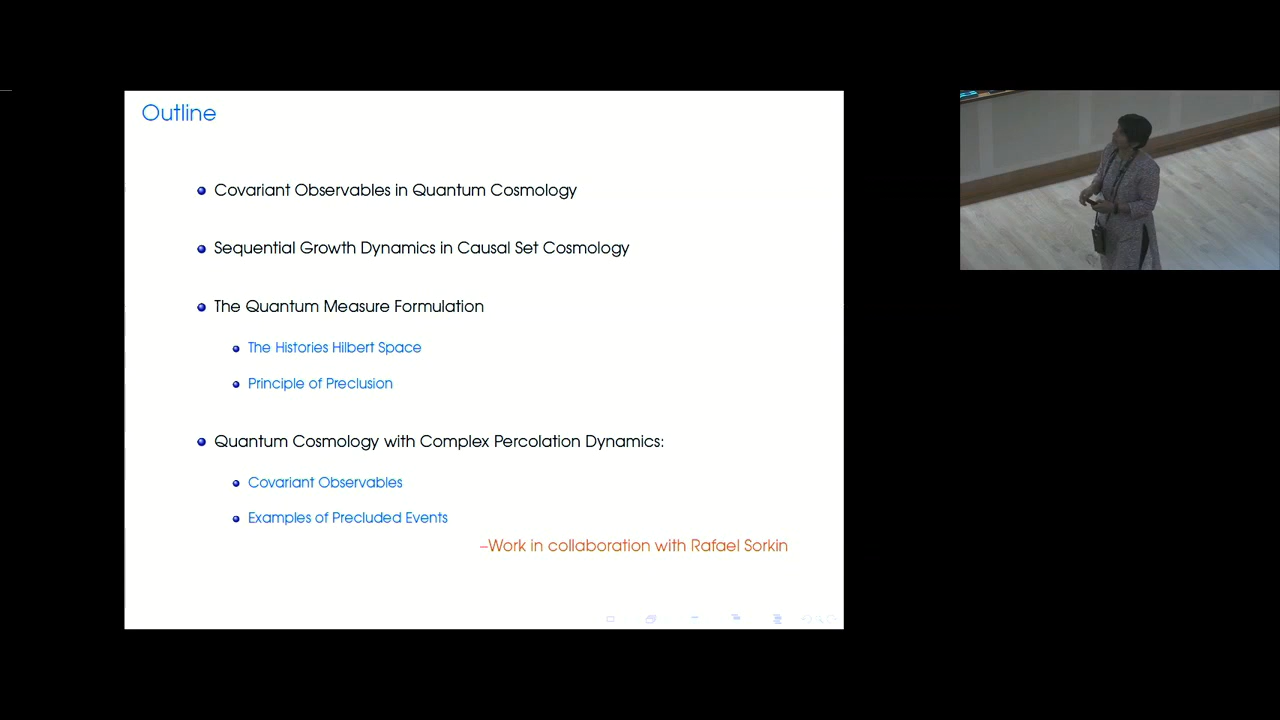 Outline
Covariant Observables in Quantum Cosmology
Sequential Growth Dynamics in Causal Set Cosmology
The Quantum Measure Formulation
The Histories Hilbert Space
Principle of Preclusion
Quantum Cosmology with Complex Percolation Dynamics:
Covariant Observables
Examples of Precluded Events
–Work in collaboration with Rafael Sorkin